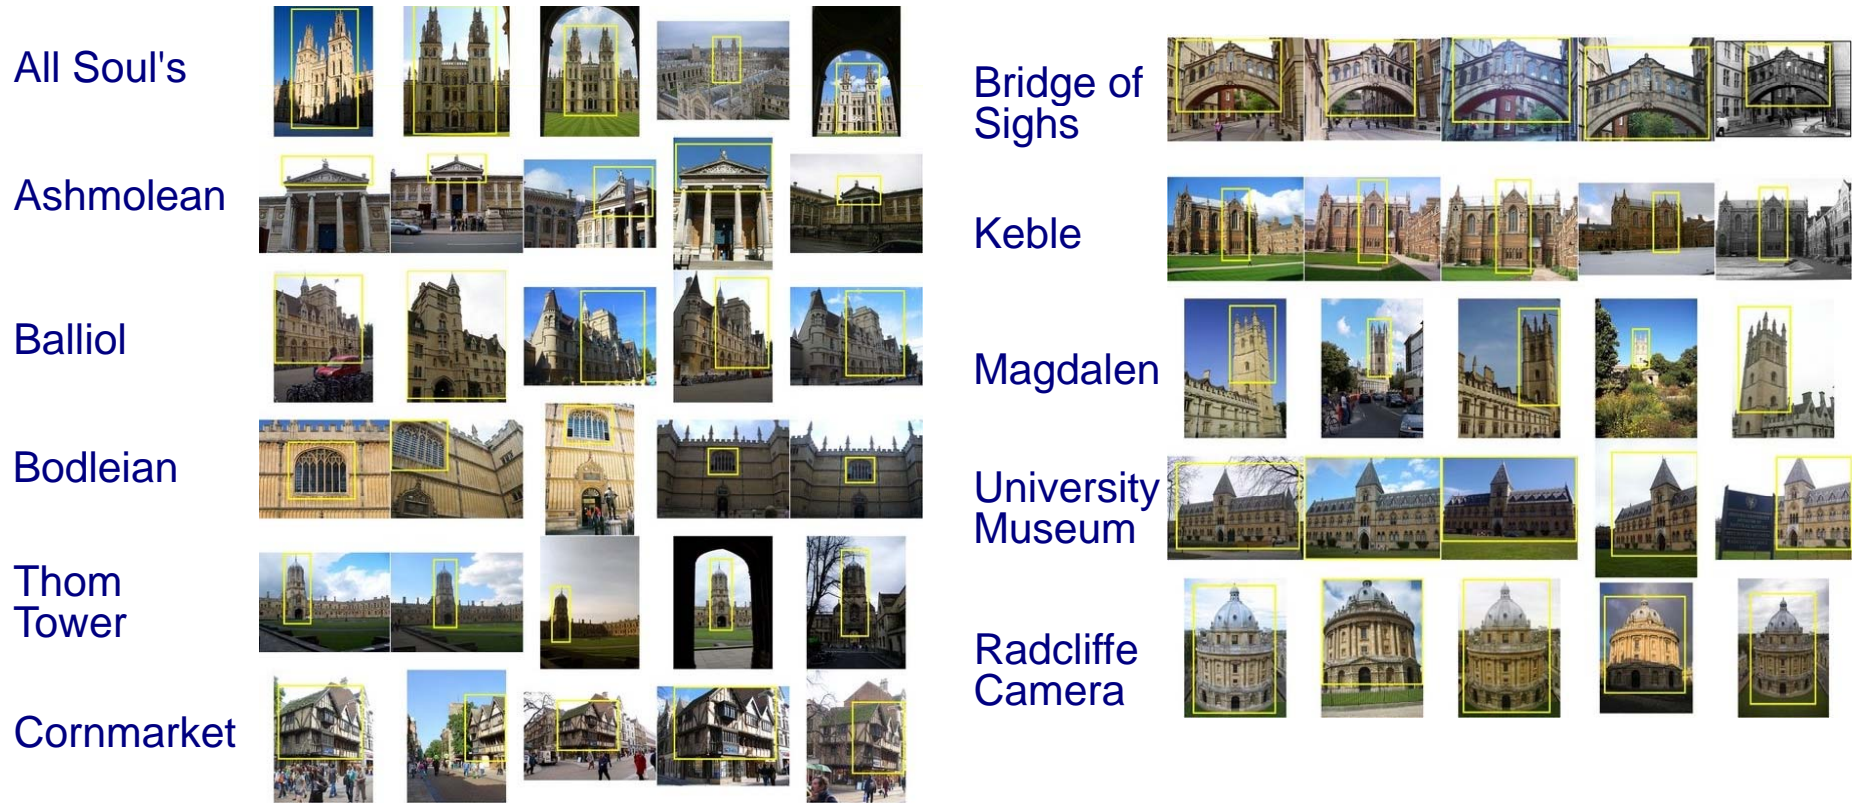 All Soul's
Ashmolean
Balliol
Bodleian
Thom
Tower
Cornmarket
Bridge of
Sighs
Keble
Magdalen
University
Museum
Radcliffe
Camera